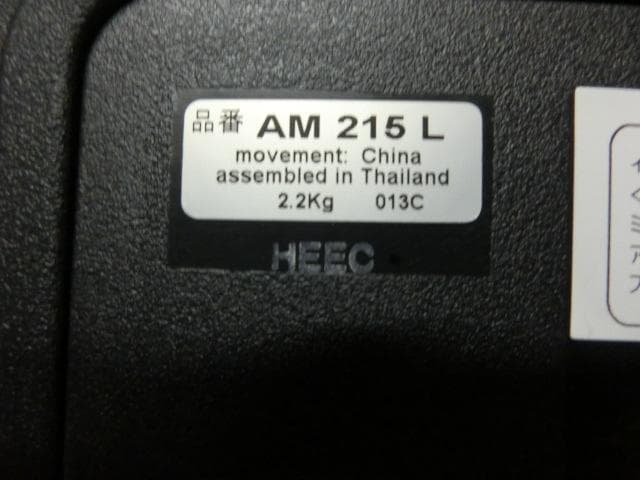 品番 AM 215 L
movement: China
assembled in Thailand
2.2Kg 013C
HEEC